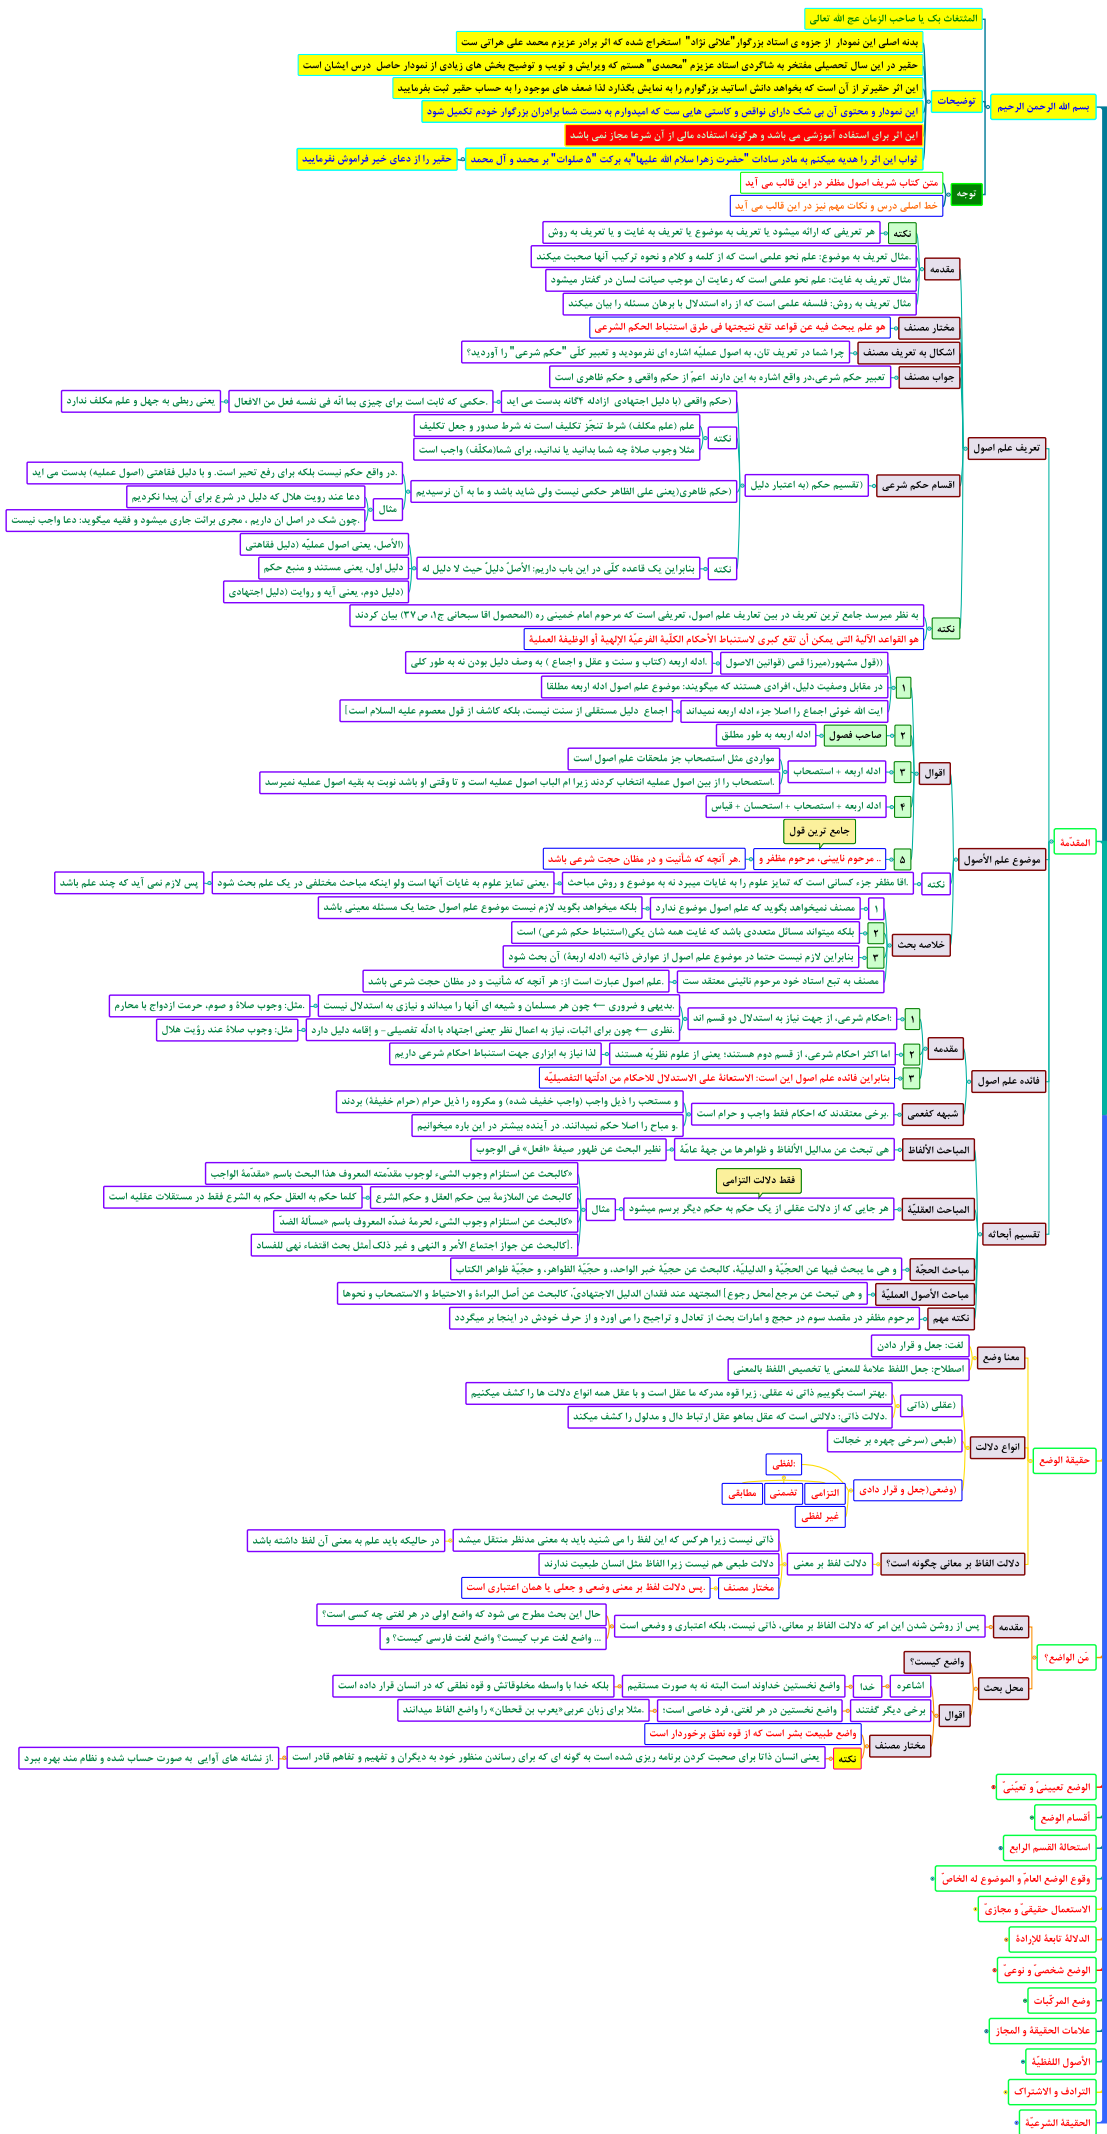 المثتغاث بک یا صاحب الزمان عج الله تعالی
بسم الله الرحمن الرحیم
توضیحات
بدنه اصلی این نمودار از جزوه ی استاد بزرگوار"علائی نژاد" استخراج شده که اثر برادر عزیزم محمد علی هراتی ست
حقیر در این سال تحصیلی مفتخر به شاگردی استاد عزیزم "محمدی" هستم که ویرایش و تویب و توضیح بخش های زیادی از نمودار حاصل درس ایشان است
این اثر حقیرتر از آن است که بخواهد دانش اساتید بزرگوارم را به نمایش بگذارد لذا ضعف های موجود را به حساب حقیر ثبت بفرمایید
این نمودار و محتوی آن بی شک دارای نواقص و کاستی هایی ست که امیدوارم به دست شما برادران بزرگوار خودم تکمیل شود
این اثر برای استفاده آموزشی می باشد و هرگونه استفاده مالی از آن شرعا مجاز نمی باشد
ثواب این اثر را هدیه میکنم به مادر سادات "حضرت زهرا سلام الله علیها"به برکت "۵ صلوات" بر محمد و آل محمد
حقیر را از دعای خیر فراموش نفرمایید
توجه
متن کتاب شریف اصول مظفر در این قالب می آید
خط اصلی درس و نکات مهم نیز در این قالب می آید
المقدّمة
تعریف علم اصول
مقدمه
نکته
هر تعریفی که ارائه میشود یا تعریف به موضوع یا تعریف به غایت و یا تعریف به روش
.مثال تعریف به موضوع: علم نحو علمی است که از کلمه و کلام و نحوه ترکیب آنها صحبت میکند
مثال تعریف به غایت: علم نحو علمی است که رعایت ان موجب صیانت لسان در گفتار میشود
مثال تعریف به روش: فلسفه علمی است که از راه استدلال با برهان مسئله را بیان میکند
مختار مصنف
هو علم یبحث فیه عن قواعد تقع نتیجتها فی طرق استنباط الحکم الشرعی
اشکال به تعریف مصنف
چرا شما در تعریف تان، به اصول عملیّه اشاره ای نفرمودید و تعبیر کلّی "حکم شرعی" را آوردید؟
جواب مصنف
تعبیر حکم شرعی،در واقع اشاره به این دارند اعمّ از حکم واقعی و حکم ظاهری است
اقسام حکم شرعی
(تقسیم حکم (به اعتبار دلیل
(حکم واقعی (با دلیل اجتهادی ازادله ۴گانه بدست می اید
.حکمی که ثابت است برای چیزی بما انّه فی نفسه فعل من الافعال
یعنی ربطی به جهل و علم مکلف ندارد
نکته
علم (علم مکلف) شرط تنجّز تکلیف است نه شرط صدور و جعل تکلیف
مثلا وجوب صلاة چه شما بدانید یا ندانید، برای شما(مکلّف) واجب است
(حکم ظاهری(یعنی علی الظاهر حکمی نیست ولی شاید باشد و ما به آن نرسیدیم
.در واقع حکم نیست بلکه برای رفع تحیر است. و با دلیل فقاهتی (اصول عملیه) بدست می اید
مثال
دعا عند رویت هلال که دلیل در شرع برای آن پیدا نکردیم
.چون شک در اصل ان داریم ، مجری برائت جاری میشود و فقیه میگوید: دعا واجب نیست
نکته
بنابراین یک قاعده کلّی در این باب داریم: الأصلُ دلیلٌ حیث لا دلیل له
(الأصل، یعنی اصول عملیّه (دلیل فقاهتی
دلیل اول، یعنی مستند و منبع حکم
(دلیل دوم، یعنی آیه و روایت (دلیل اجتهادی
نکته
به نظر میرسد جامع ترین تعریف در بین تعاریف علم اصول، تعریفی است که مرحوم امام خمینی ره (المحصول اقا سبحانی ج۱، ص۳۷) بیان کردند
هو القواعد الآلیة التی یمکن أن تقع کبری لاستنباط الأحکام الکلّیة الفرعیّة الإلهیة أو الوظیفة العملیة
موضوع علم الأصول
اقوال
۱
((قول مشهور(میرزا قمی (قوانین الاصول
.ادله اربعه (کتاب و سنت و عقل و اجماع ) به وصف دلیل بودن نه به طور کلی
در مقابل وصفیت دلیل، افرادی هستند که میگویند: موضوع علم اصول ادله اربعه مطلقا
ایت الله خوئی اجماع را اصلا جزء ادله اربعه نمیداند
اجماع دلیل مستقلی از سنت نیست، بلکه کاشف از قول معصوم علیه السلام است]
۲
صاحب فصول
ادله اربعه به طور مطلق
۳
ادله اربعه + استصحاب
مواردی مثل استصحاب جز ملحقات علم اصول است
.استصحاب را از بین اصول عملیه انتخاب کردند زیرا ام الباب اصول عملیه است و تا وقتی او باشد نوبت به بقیه اصول عملیه نمیرسد
۴
ادله اربعه + استصحاب + استحسان + قیاس
جامع ترین قول
۵
.. مرحوم نایینی، مرحوم مظفر و
.هر آنچه که شأنیت و در مظان حجت شرعی باشد
نکته
.اقا مظفر جزء کسانی است که تمایز علوم را به غایات میبرد نه به موضوع و روش مباحث
.یعنی تمایز علوم به غایات آنها است ولو اینکه مباحث مختلفی در یک علم بحث شود
پس لازم نمی آید که چند علم باشد
خلاصه بحث
۱
مصنف نمیخواهد بگوید که علم اصول موضوع ندارد
بلکه میخواهد بگوید لازم نیست موضوع علم اصول حتما یک مسئله معینی باشد
۲
بلکه میتواند مسائل متعددی باشد که غایت همه شان یکی(استنباط حکم شرعی) است
۳
بنابراین لازم نیست حتما در موضوع علم اصول از عوارض ذاتیه (ادله اربعة) آن بحث شود
مصنف به تبع استاد خود مرحوم نائینی معتقد ست
.علم اصول عبارت است از: هر آنچه که شأنیت و در مظان حجت شرعی باشد
فائده علم اصول
مقدمه
۱
:احکام شرعی، از جهت نیاز به استدلال دو قسم اند
.بدیهی و ضروری ← چون هر مسلمان و شیعه ای آنها را میداند و نیازی به استدلال نیست
.مثل: وجوب صلاة و صوم، حرمت ازدواج با محارم
.نظری ← چون برای اثبات، نیاز به اعمال نظر -یعنی اجتهاد با ادلّه تفصیلی- و إقامه دلیل دارد
مثل: وجوب صلاة عند رؤیت هلال
۲
اما اکثر احکام شرعی، از قسم دوم هستند؛ یعنی از علوم نظریّه هستند
لذا نیاز به ابزاری جهت استنباط احکام شرعی داریم
۳
بنابراین فائده علم اصول این است: الاستعانة علی الاستدلال للاحکام من ادلّتها التفصیلیّه
شبهه کفعمی
.برخی معتقدند که احکام فقط واجب و حرام است
و مستحب را ذیل واجب (واجب خفیف شده) و مکروه را ذیل حرام (حرام خفیفة) بردند
.و مباح را اصلا حکم نمیدانند. در آینده بیشتر در این باره میخوانیم
تقسیم أبحاثه
المباحث الألفاظ
هی تبحث عن مدالیل الألفاظ و ظواهرها من جهة عامّة
نظیر البحث عن ظهور صیغة «افعل» فی الوجوب
فقط دلالت التزامی
المباحث العقلیّة
هر جایی که از دلالت عقلی از یک حکم به حکم دیگر برسم میشود
مثال
«کالبحث عن استلزام وجوب الشیء لوجوب مقدّمته المعروف هذا البحث باسم «مقدّمة الواجب
کالبحث عن الملازمة بین حکم العقل و حکم الشرع
کلما حکم به العقل حکم به الشرع فقط در مستقلات عقلیه است
«کالبحث عن استلزام وجوب الشیء لحرمة ضدّه المعروف باسم «مسألة الضدّ
.[کالبحث عن جواز اجتماع الأمر و النهی و غیر ذلک]مثل بحث اقتضاء نهی للفساد
مباحث الحجّة
و هی ما یبحث فیها عن الحجّیّة و الدلیلیّة، کالبحث عن حجیّة خبر الواحد، و حجّیّة الظواهر، و حجّیّة ظواهر الکتاب
مباحث الأصول العملیّة
و هی تبحث عن مرجع [محل رجوع] المجتهد عند فقدان الدلیل الاجتهادیّ، کالبحث عن أصل البراءة و الاحتیاط و الاستصحاب و نحوها
نکته مهم
مرحوم مظفر در مقصد سوم در حجج و امارات بحث از تعادل و تراجیح را می اورد و از حرف خودش در اینجا بر میگردد
حقیقة الوضع
معنا وضع
لغت: جعل و قرار دادن
اصطلاح: جعل اللفظ علامة للمعنی یا تخصیص اللفظ بالمعنی
انواع دلالت
(عقلی (ذاتی
.بهتر است بگوییم ذاتی نه عقلی. زیرا قوه مدرکه ما عقل است و با عقل همه انواع دلالت ها را کشف میکنیم
.دلالت ذاتی: دلالتی است که عقل بماهو عقل ارتباط دال و مدلول را کشف میکند
(طبعی (سرخی چهره بر خجالت
(وضعی(جعل و قرار دادی
:لفظی
التزامی
تضمنی
مطابقی
غیر لفظی
دلالت الفاظ بر معانی چگونه است؟
دلالت لفظ بر معنی
ذاتی نیست زیرا هرکس که این لفظ را می شنید باید به معنی مدنظر منتقل میشد
در حالیکه باید علم به معنی آن لفظ داشته باشد
دلالت طبعی هم نیست زیرا الفاظ مثل انسان طبعیت ندارند
مختار مصنف
.پس دلالت لفظ بر معنی وضعی و جعلی یا همان اعتباری است
مَن الواضع؟
مقدمه
پس از روشن شدن این امر که دلالت الفاظ بر معانی، ذاتی نیست، بلکه اعتباری و وضعی است
حال این بحث مطرح می شود که واضع اولی در هر لغتی چه کسی است؟
... واضع لغت عرب کیست؟ واضع لغت فارسی کیست؟ و
محل بحث
واضع کیست؟
اقوال
اشاعره
خدا
واضع نخستین خداوند است البته نه به صورت مستقیم
بلکه خدا با واسطه مخلوقاتش و قوه نطقی که در انسان قرار داده است
برخی دیگر گفتند
واضع نخستین در هر لغتی، فرد خاصی است؛
.مثلا برای زبان عربی«یعرب بن قحطان» را واضع الفاظ میدانند
مختار مصنف
واضع طبیعت بشر است که از قوه نطق برخوردار است
نکته
یعنی انسان ذاتا برای صحبت کردن برنامه ریزی شده است به گونه ای که برای رساندن منظور خود به دیگران و تفهیم و تفاهم قادر است
.از نشانه های آوایی به صورت حساب شده و نظام مند بهره ببرد
الوضع تعیینیّ و تعیّنیّ
أقسام الوضع
استحالة القسم الرابع
وقوع الوضع العامّ و الموضوع له الخاصّ
الاستعمال حقیقیّ و مجازیّ
الدلالة تابعة للإرادة
الوضع شخصیّ و نوعیّ
وضع المرکّبات
علامات الحقیقة و المجاز
الأصول اللفظیّة
الترادف و الاشتراک
الحقیقة الشرعیّة